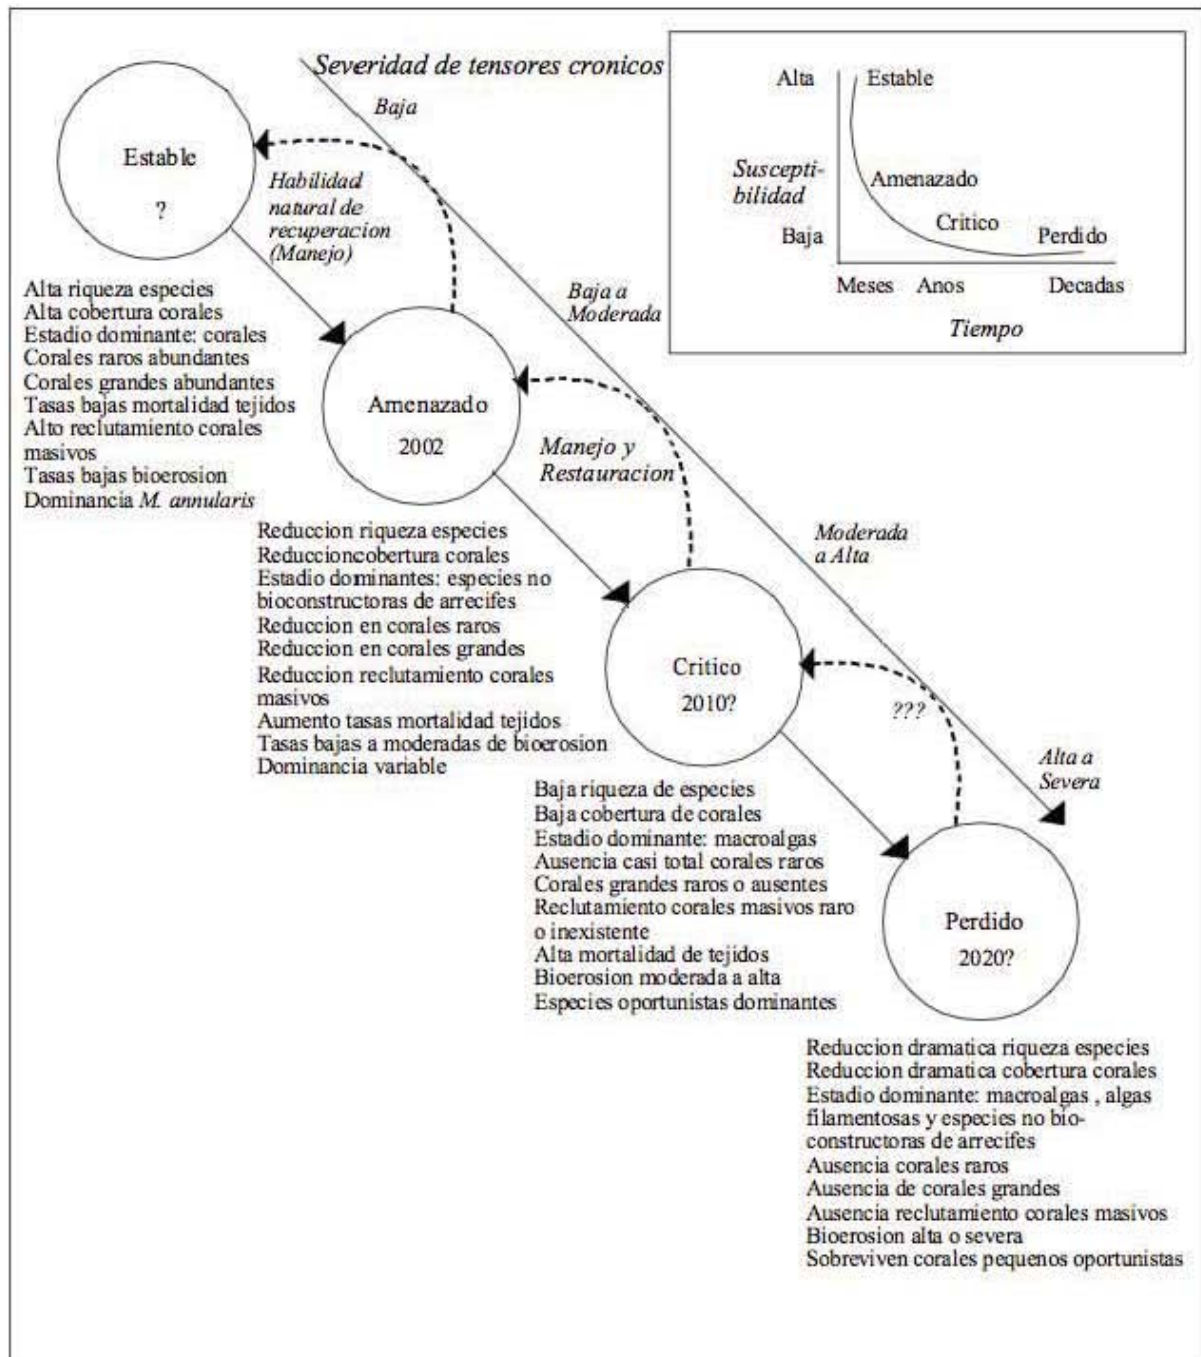 Severidad de tensores cronicos
Baja
Estable
?
Habilidad
natural de
recuperacion
(Manejo)
Alta riqueza especies
Alta cobertura corales
Estadio dominante: corales
Corales raros abundantes
Corales grandes abundantes
Tasas bajas mortalidad tejidos
Alto reclutamiento corales
masivos
Tasas bajas bioerosion
Dominancia M. annularis
Alta
Estable
Suscepti-
bilidad
Amenazado
Critico
Baja
Perdido
Meses
Anos
Decadas
Tiempo
Baja a
Moderada
Amenazado
2002
Manejo y
Restauracion
Reduccion riqueza especies
Reduccioncobertura corales
Estadio dominantes: especies no
bioconstructoras de arrecifes
Reduccion en corales raros
Reduccion en corales grandes
Reduccion reclutamiento corales
masivos
Aumento tasas mortalidad tejidos
Tasas bajas a moderadas de bioerosion
Dominancia variable
Moderada
a Alta
Critico
2010?
???
Baja riqueza de especies
Baja cobertura de corales
Estadio dominante: macroalgas
Ausencia casi total corales raros
Corales grandes raros o ausentes
Reclutamiento corales masivos raro
o inexistente
Alta mortalidad de tejidos
Bioerosion moderada a alta
Especies oportunistas dominantes
Alta a
Severa
Perdido
2020?
Reduccion dramatica riqueza especies
Reduccion dramatica cobertura corales
Estadio dominante: macroalgas , algas
filamentosas y especies no bio-
constructoras de arrecifes
Ausencia corales raros
Ausencia de corales grandes
Ausencia reclutamiento corales masivos
Bioerosion alta o severa
Sobreviven corales pequenos oportunistas